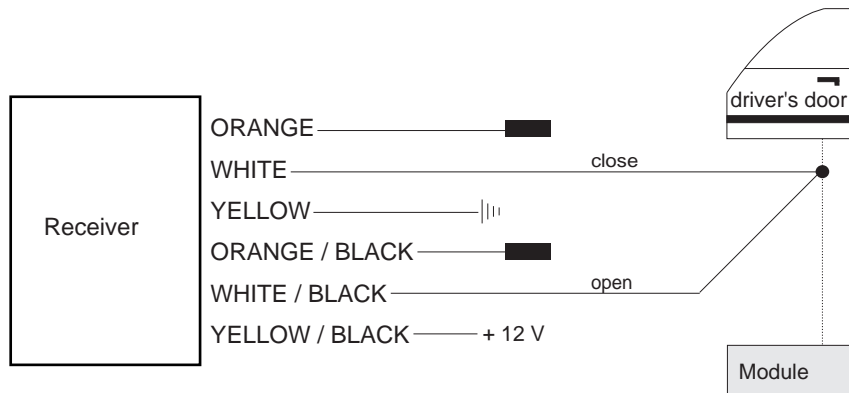 driver's door
ORANGE
WHITE
close
YELLOW
Receiver
ORANGE / BLACK
WHITE / BLACK
open
YELLOW / BLACK
+ 12 V
Module